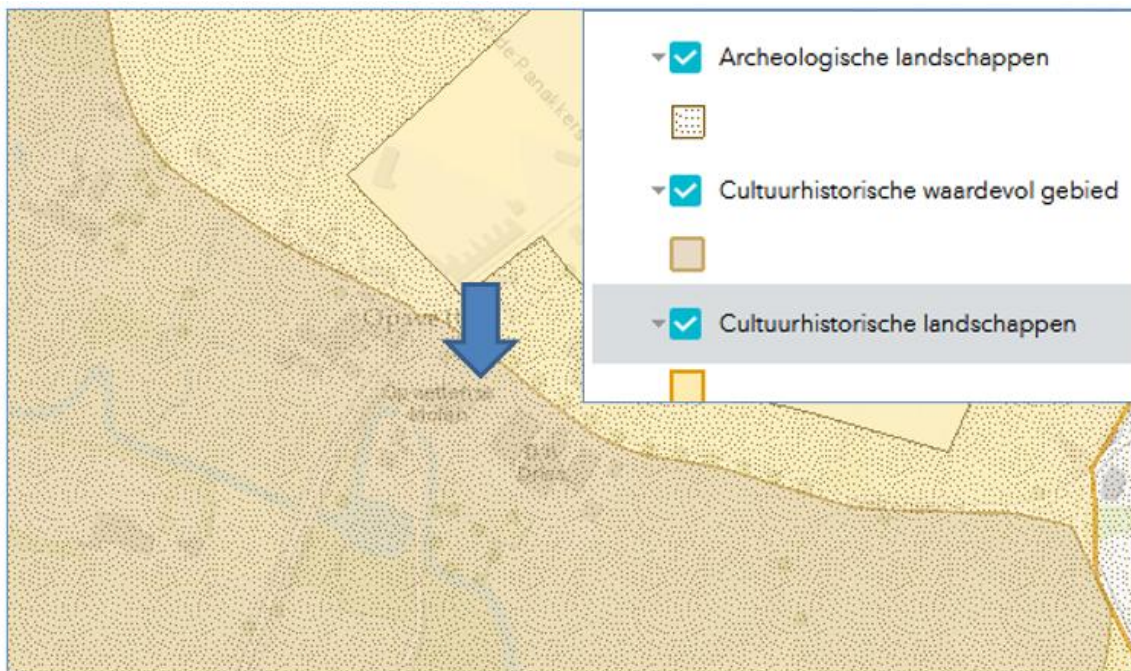 Archeologische landschappen
Cultuurhistorische waardevol gebied
Cultuurhistorische landschappen